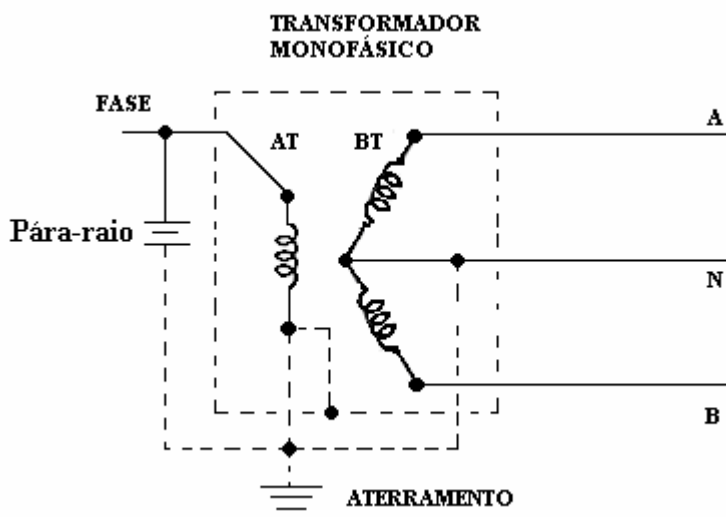 TRANSFORMADOR
MONOFÁSICO
FASE
AT
BT
A
Pára-raio
N
B
ATERRAMENTO